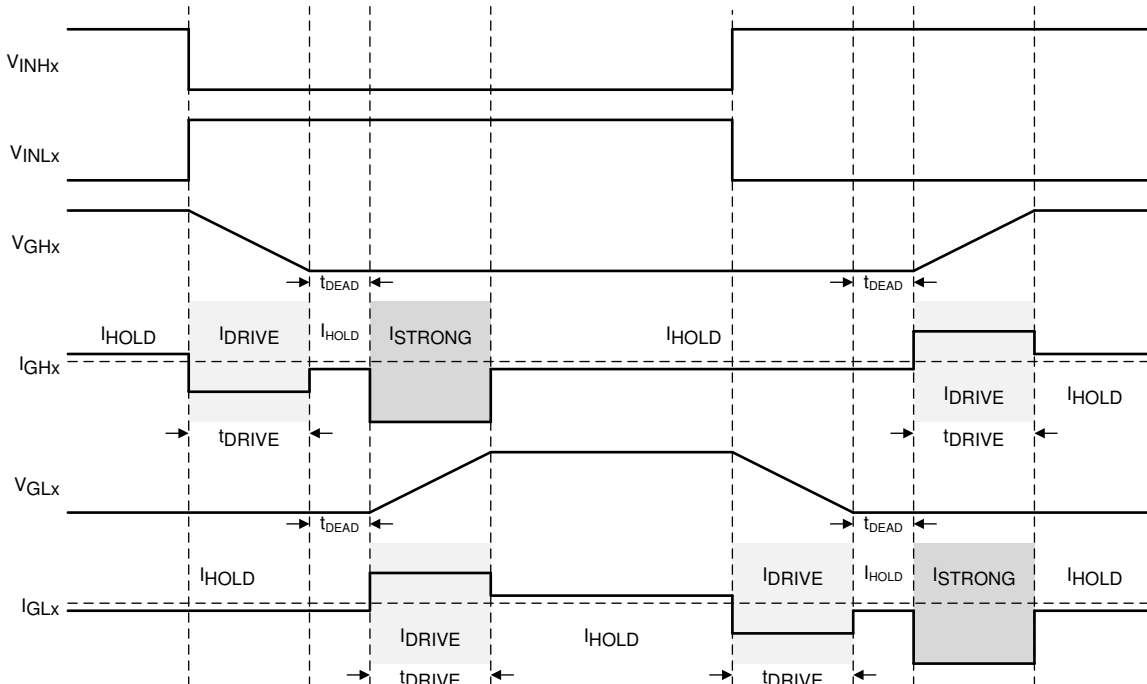 VINHx
VINLx
VGHx
tDEAD tDEAD
IHOLD IDRIVE IHOLD ISTRONG IHOLD
IGHx
IDRIVE IHOLD
tDRIVE tDRIVE
VGLx
tDEAD tDEAD
IHOLD IDRIVE IHOLD ISTRONG IHOLD
IGLx
IDRIVE IHOLD
tDRIVE tDRIVE